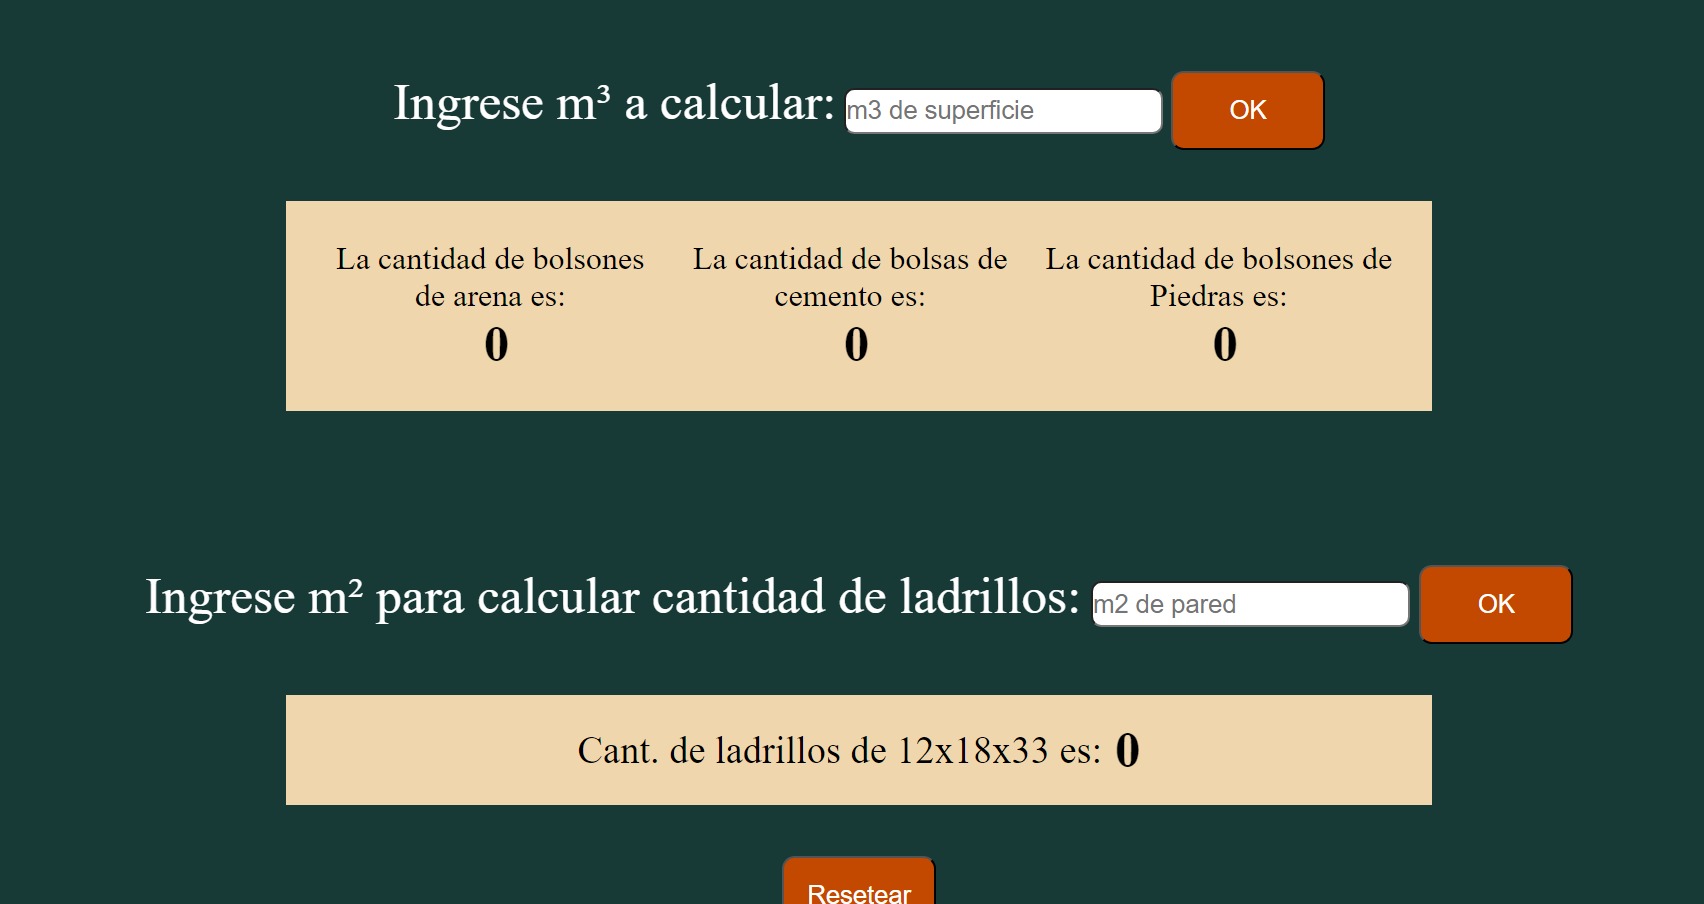 Ingrese m³ a calcular: m3 de superficie OK
La cantidad de bolsones
de arena es:
0
La cantidad de bolsas de
cemento es:
0
La cantidad de bolsones de
Piedras es:
0
Ingrese m² para calcular cantidad de ladrillos: m2 de pared OK
Cant. de ladrillos de 12x18x33 es: 0
Resetear